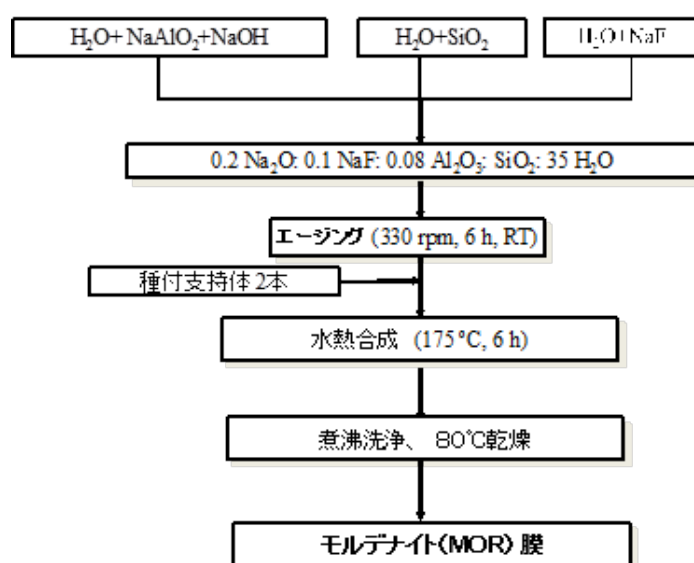 H₂O+ NaAlO₂+NaOH
H₂O+SiO₂
H₂O+NaF
0.2 Na₂O: 0.1 NaF: 0.08 Al₂O₃: SiO₂: 35 H₂O
エージング (330 rpm, 6 h, RT)
種付支持体 2本
水熱合成 (175 °C, 6 h)
煮沸洗浄、 80℃乾燥
モルデナイト(MOR) 膜